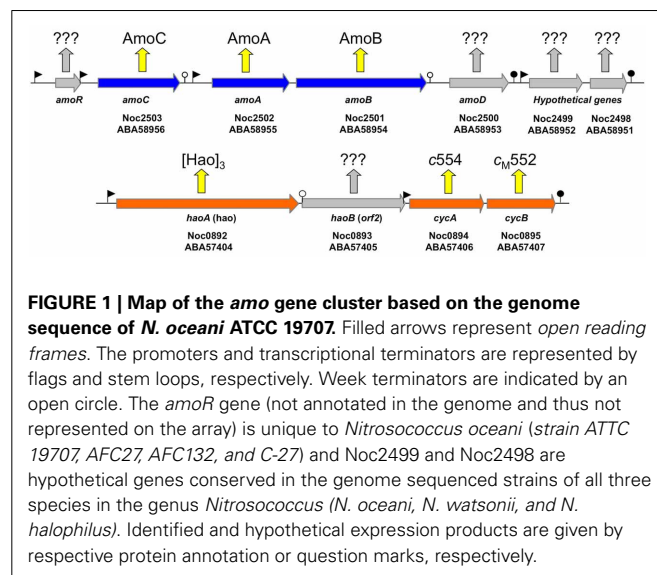 ??? AmoC AmoA AmoB ??? ??? ???
amoR amoC amoA amoB amoD Hypothetical genes
Noc2503 Noc2502 Noc2501 Noc2500 Noc2499 Noc2498
ABA58956 ABA58955 ABA58954 ABA58953 ABA58952 ABA58951
[Hao]3 ??? c554 cM552
haoA (hao) haoB (orf2) cycA cycB
Noc0892 Noc0893 Noc0894 Noc0895
ABA57404 ABA57405 ABA57406 ABA57407
FIGURE 1 | Map of the amo gene cluster based on the genome
sequence of N. oceani ATCC 19707. Filled arrows represent open reading
frames. The promoters and transcriptional terminators are represented by
flags and stem loops, respectively. Week terminators are indicated by an
open circle. The amoR gene (not annotated in the genome and thus not
represented on the array) is unique to Nitrosococcus oceani (strain ATTC
19707, AFC27, AFC132, and C-27) and Noc2499 and Noc2498 are
hypothetical genes conserved in the genome sequenced strains of all three
species in the genus Nitrosococcus (N. oceani, N. watsonii, and N.
halophilus). Identified and hypothetical expression products are given by
respective protein annotation or question marks, respectively.